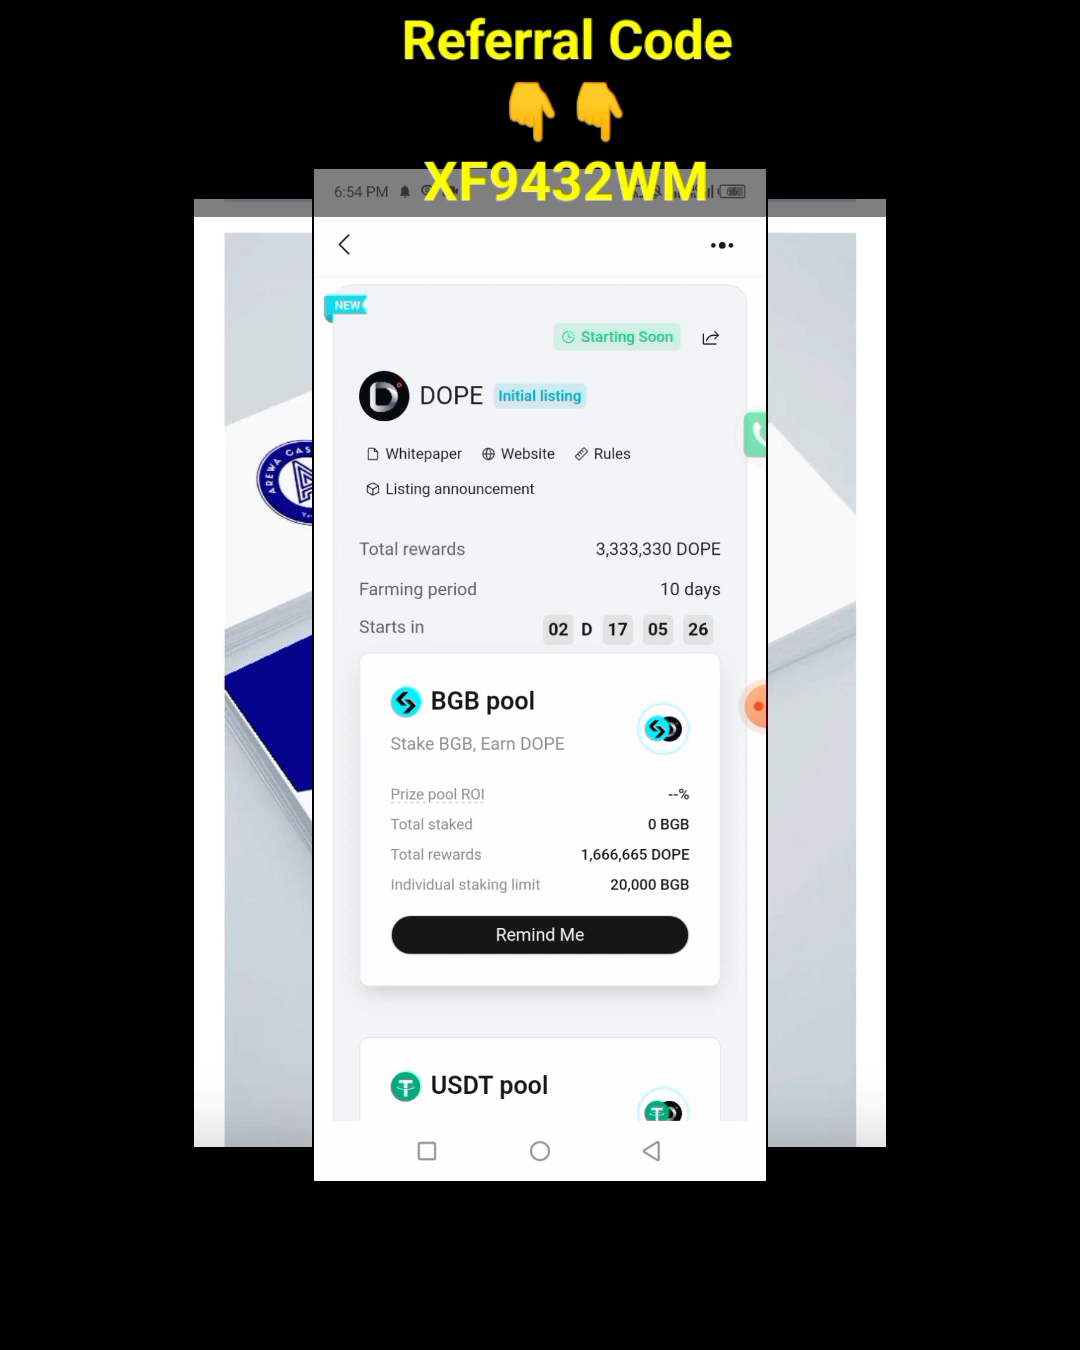 Referral Code
👇👇
XF9432WM
6:54 PM
66
NEW
Starting Soon
DOPE Initial listing
Whitepaper Website Rules
Listing announcement
AREWA
Total rewards 3,333,330 DOPE
Farming period 10 days
Starts in 02 D 17 05 26
BGB pool
Stake BGB, Earn DOPE
Prize pool ROI --%
Total staked 0 BGB
Total rewards 1,666,665 DOPE
Individual staking limit 20,000 BGB
Remind Me
USDT pool